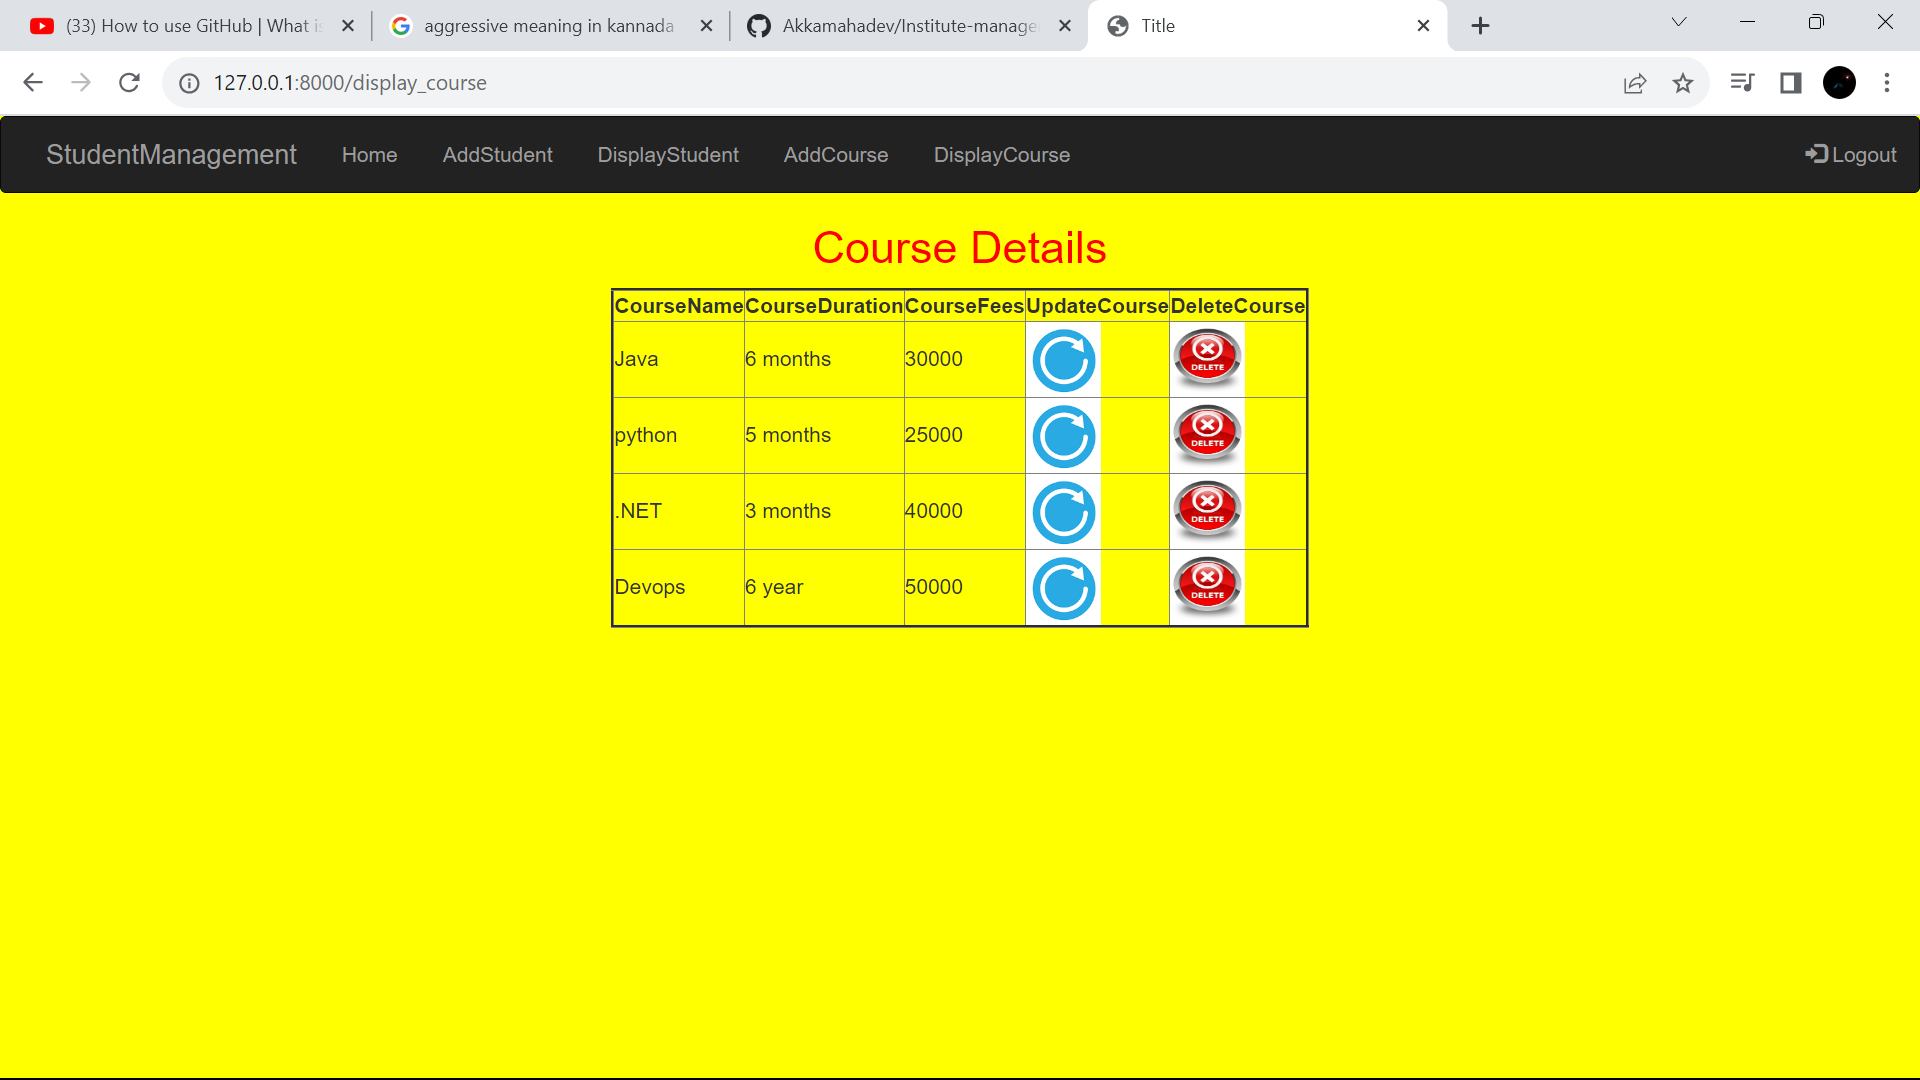 (33) How to use GitHub | What is
aggressive meaning in kannada
Akkamahadev/Institute-manage
Title
127.0.0.1:8000/display_course
StudentManagement Home AddStudent DisplayStudent AddCourse DisplayCourse Logout
Course Details
CourseName CourseDuration CourseFees UpdateCourse DeleteCourse
Java 6 months 30000 DELETE
python 5 months 25000 DELETE
.NET 3 months 40000 DELETE
Devops 6 year 50000 DELETE